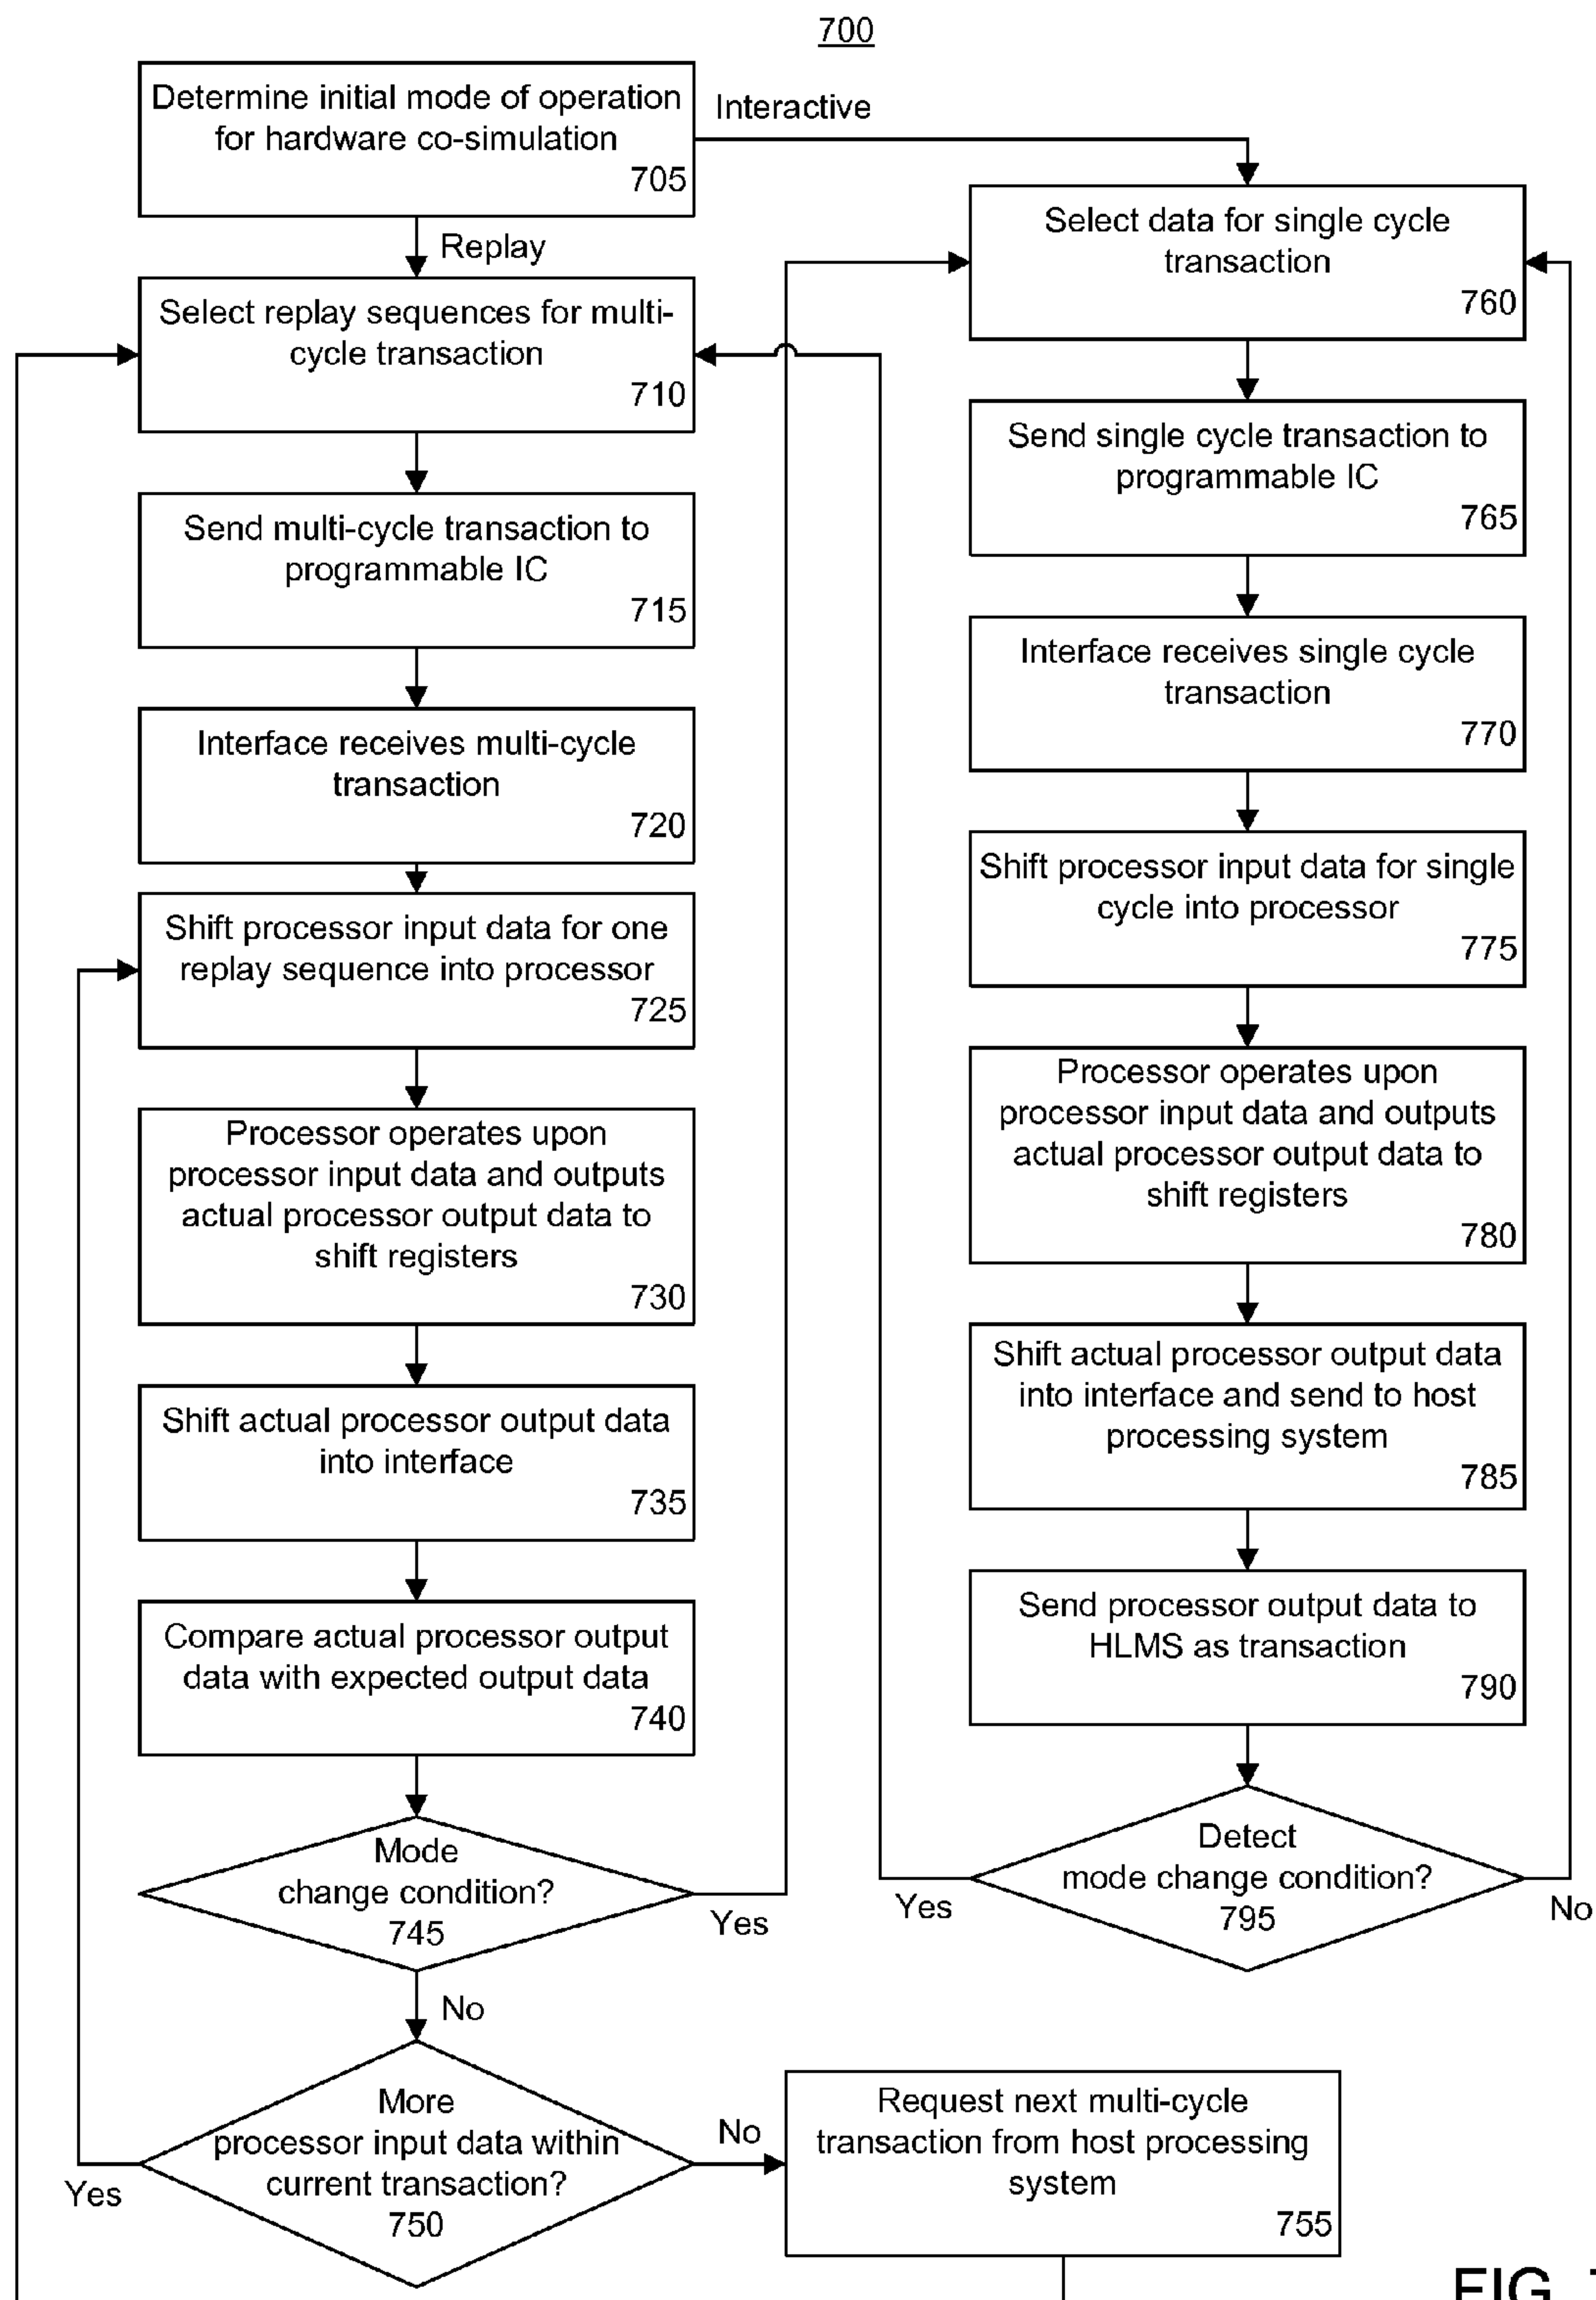 700
Determine initial mode of operation
for hardware co-simulation
705
Interactive
Replay
Select replay sequences for multi-
cycle transaction
710
Send multi-cycle transaction to
programmable IC
715
Interface receives multi-cycle
transaction
720
Shift processor input data for one
replay sequence into processor
725
Processor operates upon
processor input data and outputs
actual processor output data to
shift registers
730
Shift actual processor output data
into interface
735
Compare actual processor output
data with expected output data
740
Mode
change condition?
745
Yes
No
More
processor input data within
current transaction?
750
Yes
No
Request next multi-cycle
transaction from host processing
system
755
Select data for single cycle
transaction
760
Send single cycle transaction to
programmable IC
765
Interface receives single cycle
transaction
770
Shift processor input data for single
cycle into processor
775
Processor operates upon
processor input data and outputs
actual processor output data to
shift registers
780
Shift actual processor output data
into interface and send to host
processing system
785
Send processor output data to
HLMS as transaction
790
Detect
mode change condition?
795
Yes
No
FIG.